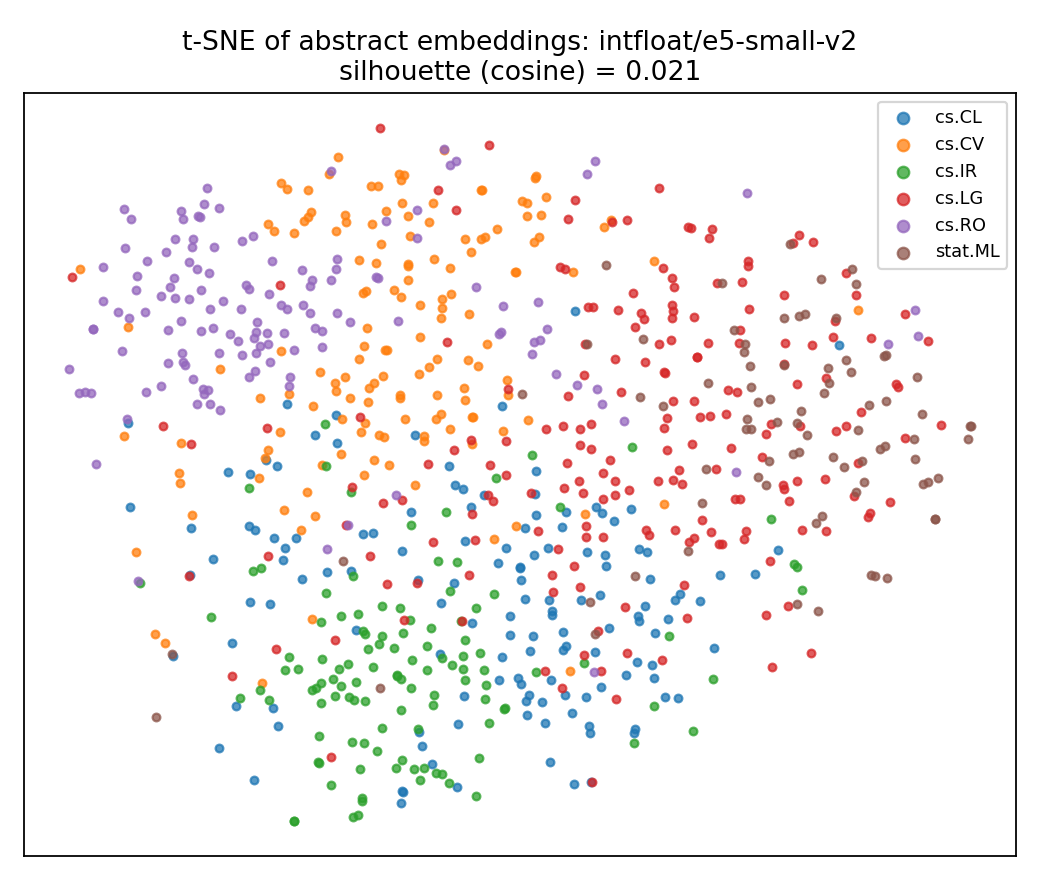 t-SNE of abstract embeddings: intfloat/e5-small-v2
silhouette (cosine) = 0.021
cs.CL
cs.CV
cs.IR
cs.LG
cs.RO
stat.ML